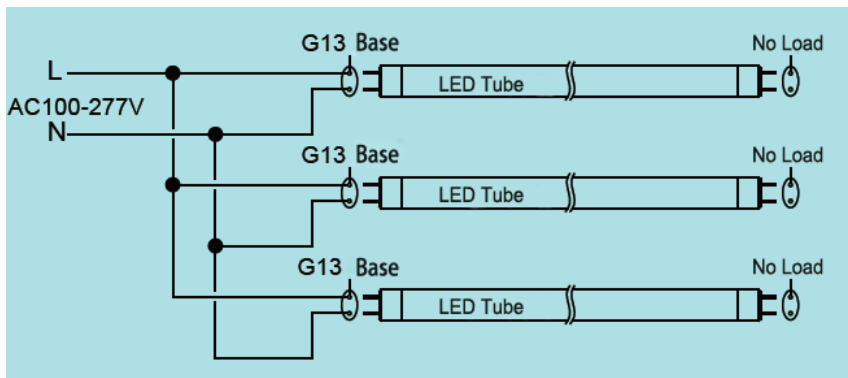 G13 Base
No Load
L
LED Tube
AC100-277V
N
G13 Base
No Load
LED Tube
G13 Base
No Load
LED Tube